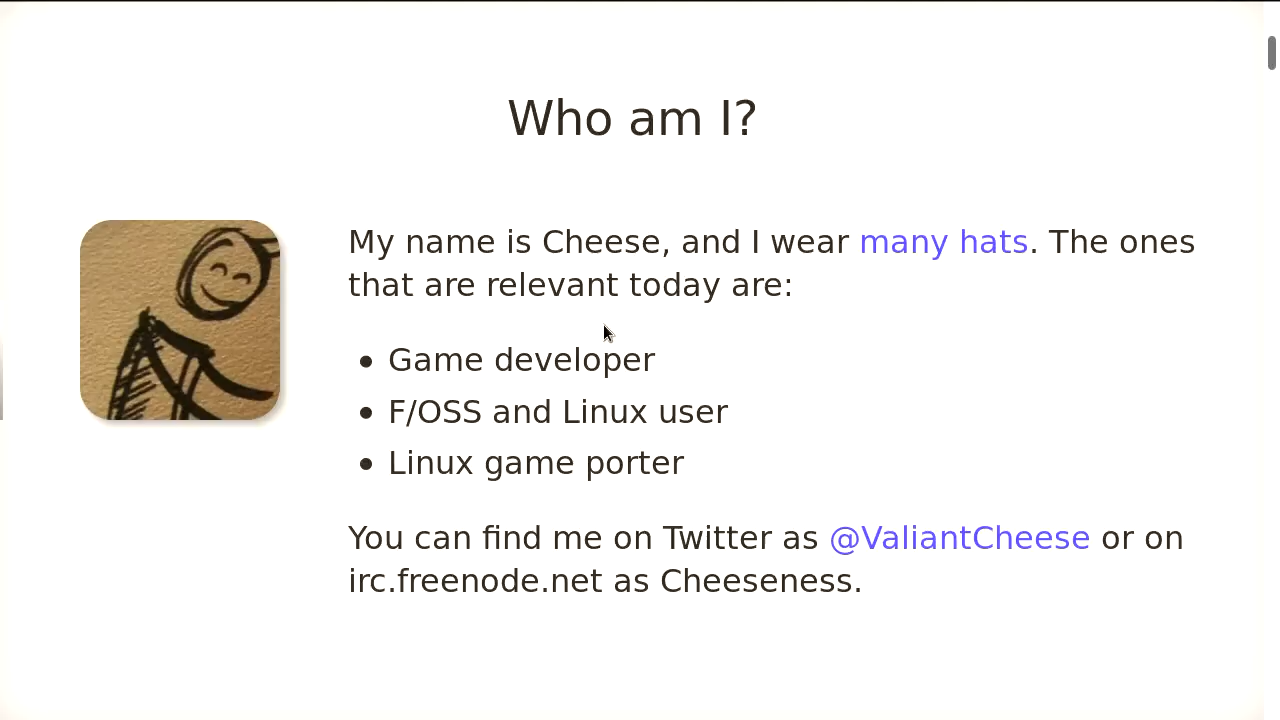 Who am I?
My name is Cheese, and I wear many hats. The ones
that are relevant today are:
• Game developer
• F/OSS and Linux user
• Linux game porter
You can find me on Twitter as @ValiantCheese or on
irc.freenode.net as Cheeseness.